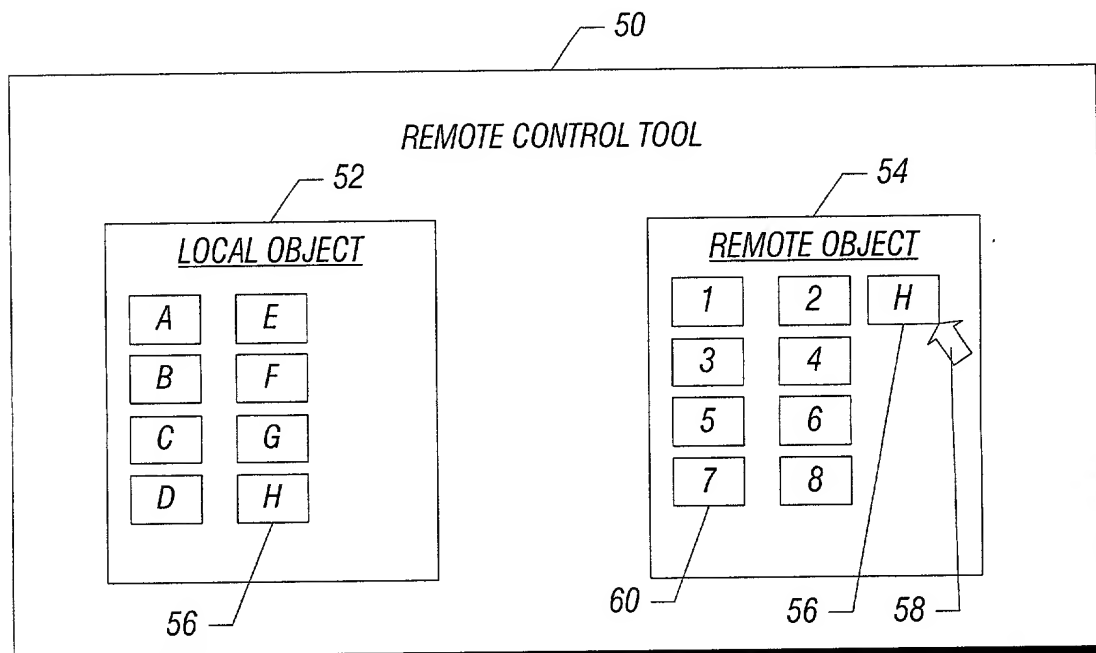 50
REMOTE CONTROL TOOL
52
54
LOCAL OBJECT
REMOTE OBJECT
A E
1 2 H
B F
3 4
C G
5 6
D H
7 8
56
60
56
58